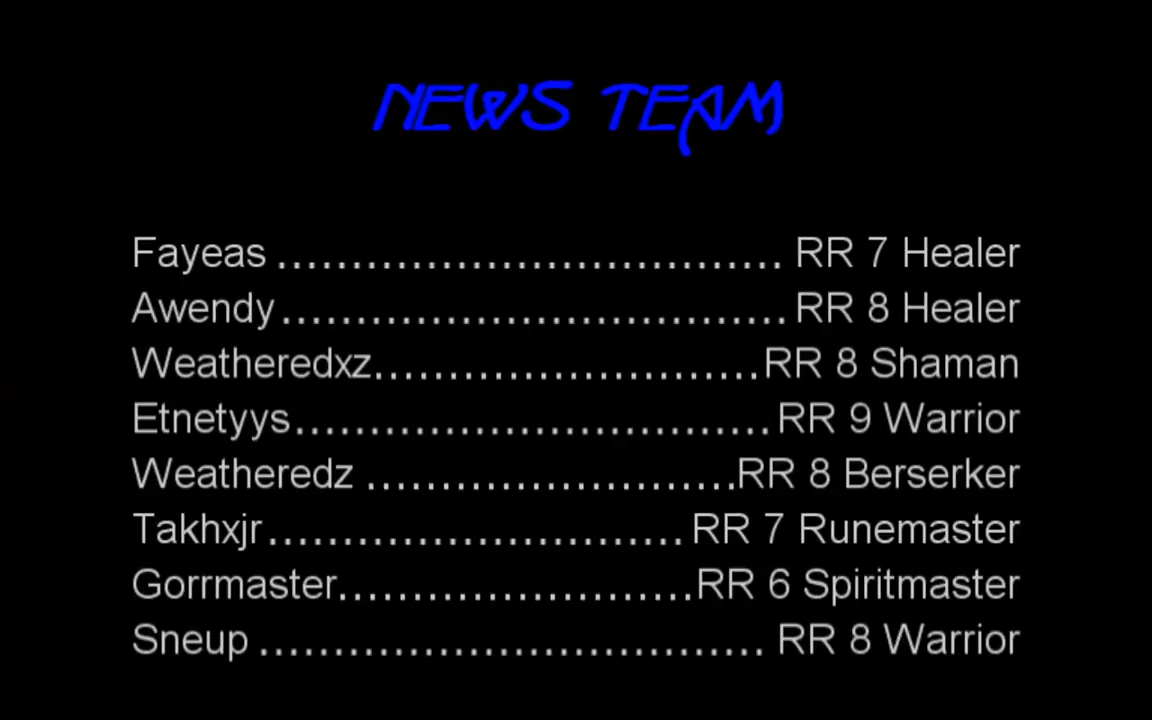 NEWS TEAM
Fayeas .................................. RR 7 Healer
Awendy.................................. RR 8 Healer
Weatheredxz..........................RR 8 Shaman
Etnetyys................................ RR 9 Warrior
Weatheredz .........................RR 8 Berserker
Takhxjr............................ RR 7 Runemaster
Gorrmaster........................RR 6 Spiritmaster
Sneup .................................. RR 8 Warrior